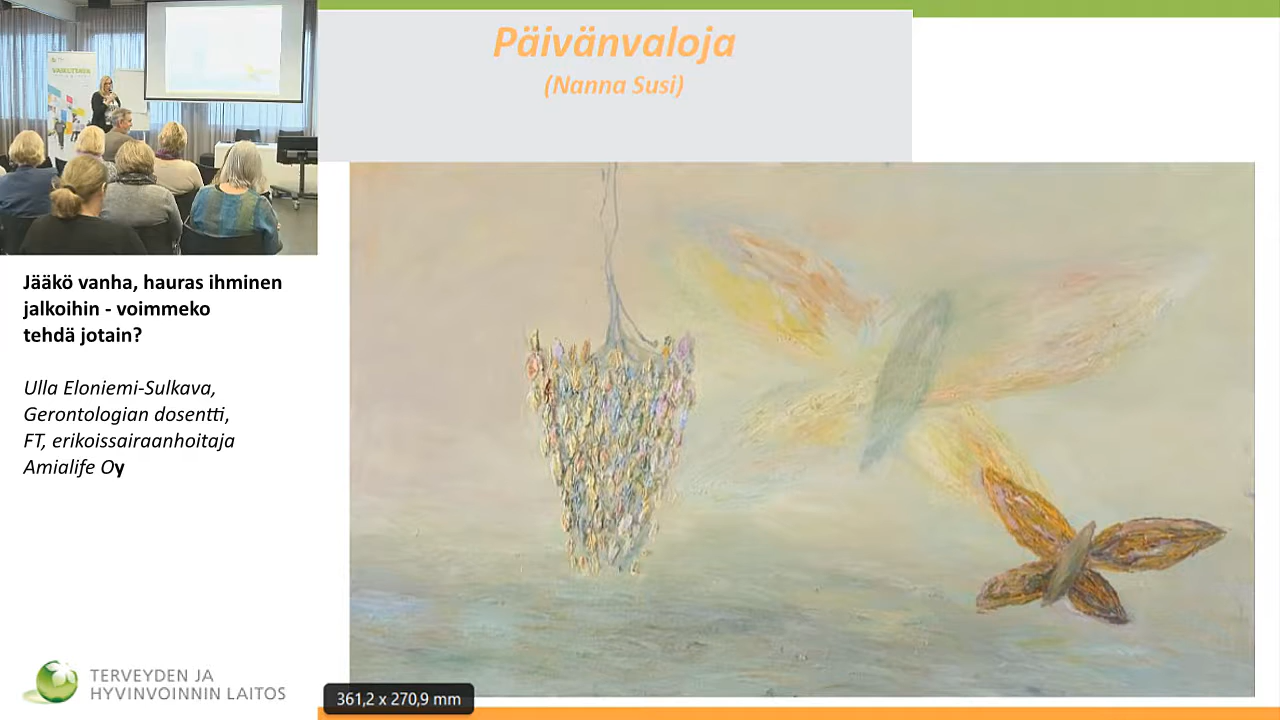 Päivänvaloja
(Nanna Susi)
Jääkö vanha, hauras ihminen
jalkoihin - voimmeko
tehdä jotain?
Ulla Eloniemi-Sulkava,
Gerontologian dosentti,
FT, erikoissairaanhoitaja
Amialife Oy
TERVEYDEN JA
HYVINVOINNIN LAITOS
361,2 x 270,9 mm